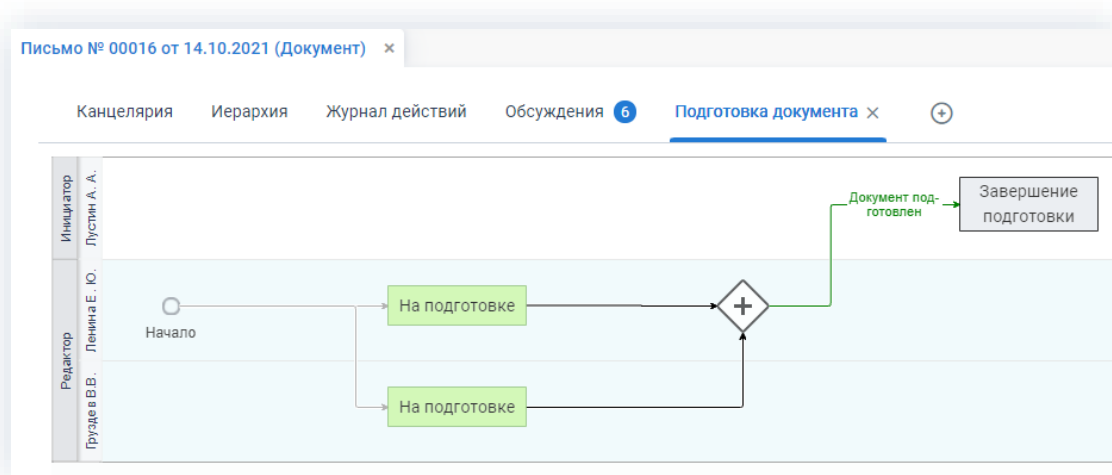 Письмо № 00016 от 14.10.2021 (Документ) ×
Канцелярия Иерархия Журнал действий Обсуждения 6 Подготовка документа ×
Инициатор
Лустин А. А.
Документ под-
готовлен
Завершение
подготовки
Редактор
Ленина Е. Ю.
Начало
На подготовке
Груздев В.В.
На подготовке